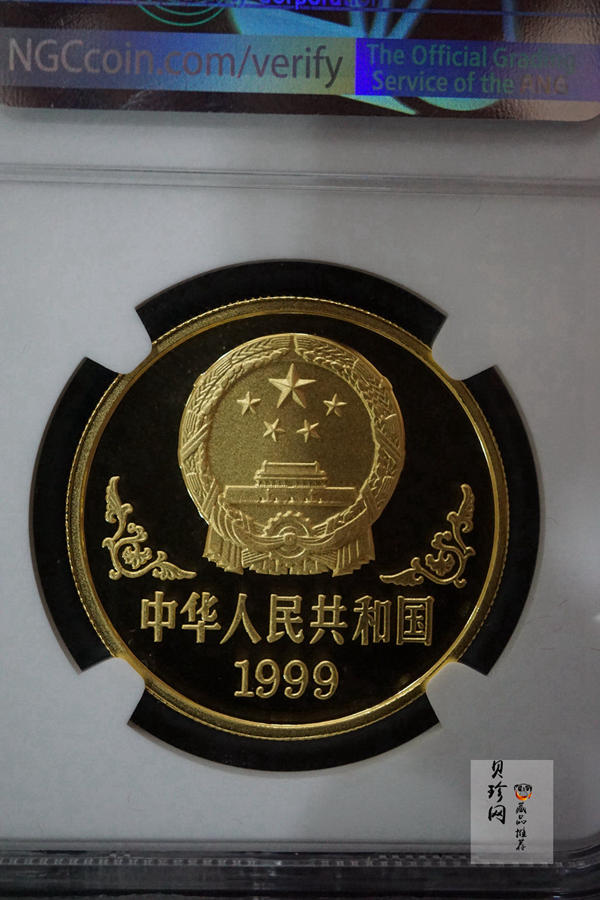 Corporation
NGCcoin.com/verify
The Official Grading
Service of the ANA
中华人民共和国
1999
贝珍网
藏品推荐